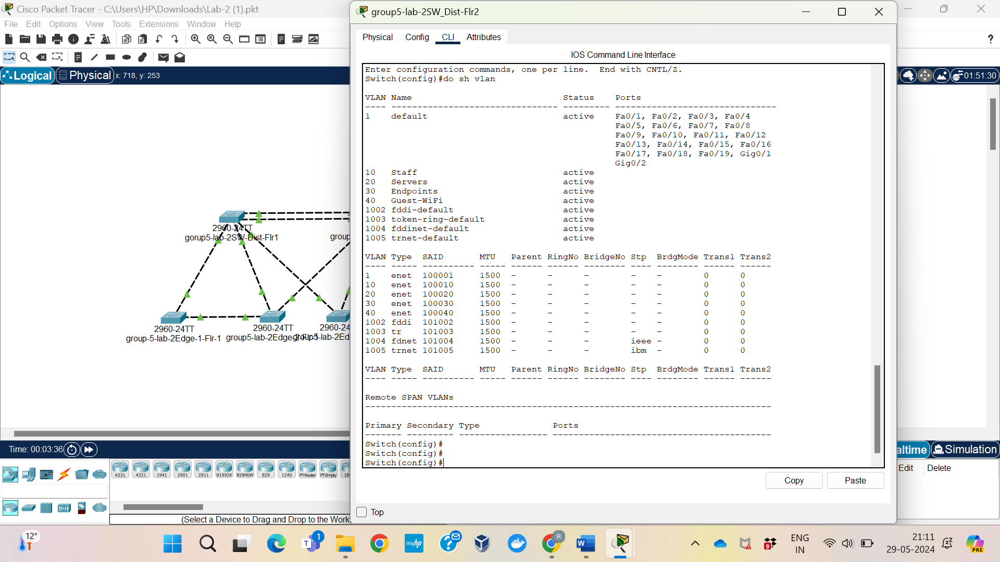 Cisco Packet Tracer - C:\Users\HP\Downloads\Lab-2 (1).pkt
File Edit Options View Tools Extensions Window Help
?
Logical Physical x: 718, y: 253
01:51:30
2960-24TT
gorup5-lab-2SW-Dist-Flr1
group
2960-24TT
group-5-lab-2Edge-1-Flr-1
2960-24TT
group5-lab-2Edge-2-Flr-1
2960-24
group5-lab-2Ed
Time: 00:03:36
4331 4321 1941 2901 2911 819IOX 819HGW 829 1240 PT-Router PT-Empty 18
(Select a Device to Drag and Drop to the Work
altime Simulation
Edit Delete
group5-lab-2SW_Dist-Flr2
Physical Config CLI Attributes
IOS Command Line Interface
Enter configuration commands, one per line. End with CNTL/Z.
Switch(config)#do sh vlan
VLAN Name Status Ports
---- -------------------------------- --------- -------------------------------
1 default active Fa0/1, Fa0/2, Fa0/3, Fa0/4
Fa0/5, Fa0/6, Fa0/7, Fa0/8
Fa0/9, Fa0/10, Fa0/11, Fa0/12
Fa0/13, Fa0/14, Fa0/15, Fa0/16
Fa0/17, Fa0/18, Fa0/19, Gig0/1
Gig0/2
10 Staff active
20 Servers active
30 Endpoints active
40 Guest-WiFi active
1002 fddi-default active
1003 token-ring-default active
1004 fddinet-default active
1005 trnet-default active
VLAN Type SAID MTU Parent RingNo BridgeNo Stp BrdgMode Trans1 Trans2
---- ----- ---------- ----- ------ ------ -------- ---- -------- ------ ------
1 enet 100001 1500 - - - - - 0 0
10 enet 100010 1500 - - - - - 0 0
20 enet 100020 1500 - - - - - 0 0
30 enet 100030 1500 - - - - - 0 0
40 enet 100040 1500 - - - - - 0 0
1002 fddi 101002 1500 - - - - - 0 0
1003 tr 101003 1500 - - - - - 0 0
1004 fdnet 101004 1500 - - - ieee - 0 0
1005 trnet 101005 1500 - - - ibm - 0 0
VLAN Type SAID MTU Parent RingNo BridgeNo Stp BrdgMode Trans1 Trans2
---- ----- ---------- ----- ------ ------ -------- ---- -------- ------ ------
Remote SPAN VLANs
------------------------------------------------------------------------------
Primary Secondary Type Ports
------- --------- ----------------- ------------------------------------------
Switch(config)#
Switch(config)#
Switch(config)#
Copy Paste
Top
12°
1
myhp
R
W
9
ENG
IN
21:11
29-05-2024
PRE